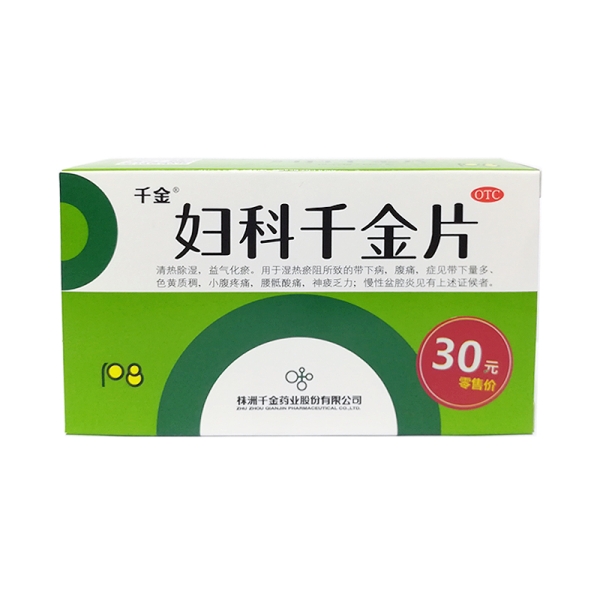 千金®
OTC
妇科千金片
清热除湿，益气化瘀。用于湿热瘀阻所致的带下病，腹痛，症见带下量多、
色黄质稠，小腹疼痛，腰骶酸痛，神疲乏力；慢性盆腔炎见有上述证候者。
108
30元
零售价
株洲千金药业股份有限公司
ZHU ZHOU QIANJIN PHARMACEUTICAL CO.,LTD.